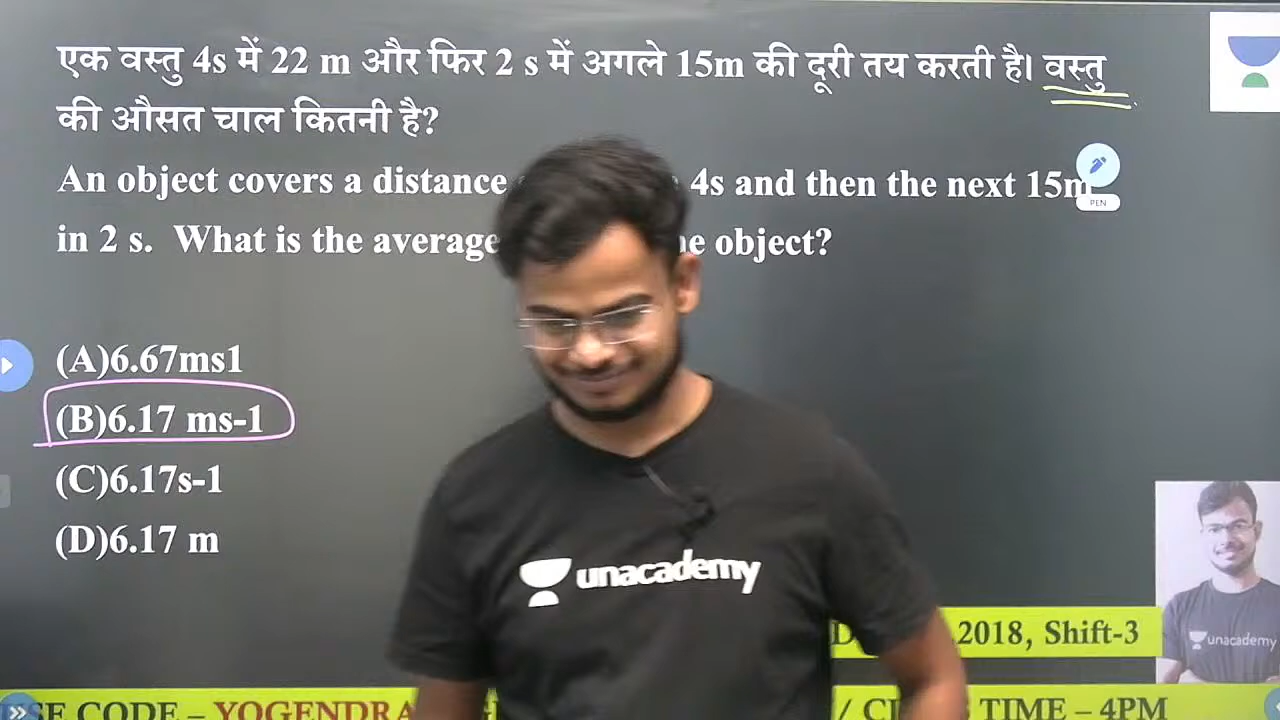 एक वस्तु 4s में 22 m और फिर 2 s में अगले 15m की दूरी तय करती है। वस्तु
की औसत चाल कितनी है?
An object covers a distance 4s and then the next 15m
PEN
in 2 s. What is the average object?
(A)6.67ms1
(B)6.17 ms-1
(C)6.17s-1
(D)6.17 m
unacademy
2018, Shift-3
unacademy
CODE – YOGENDRA / TIME – 4PM